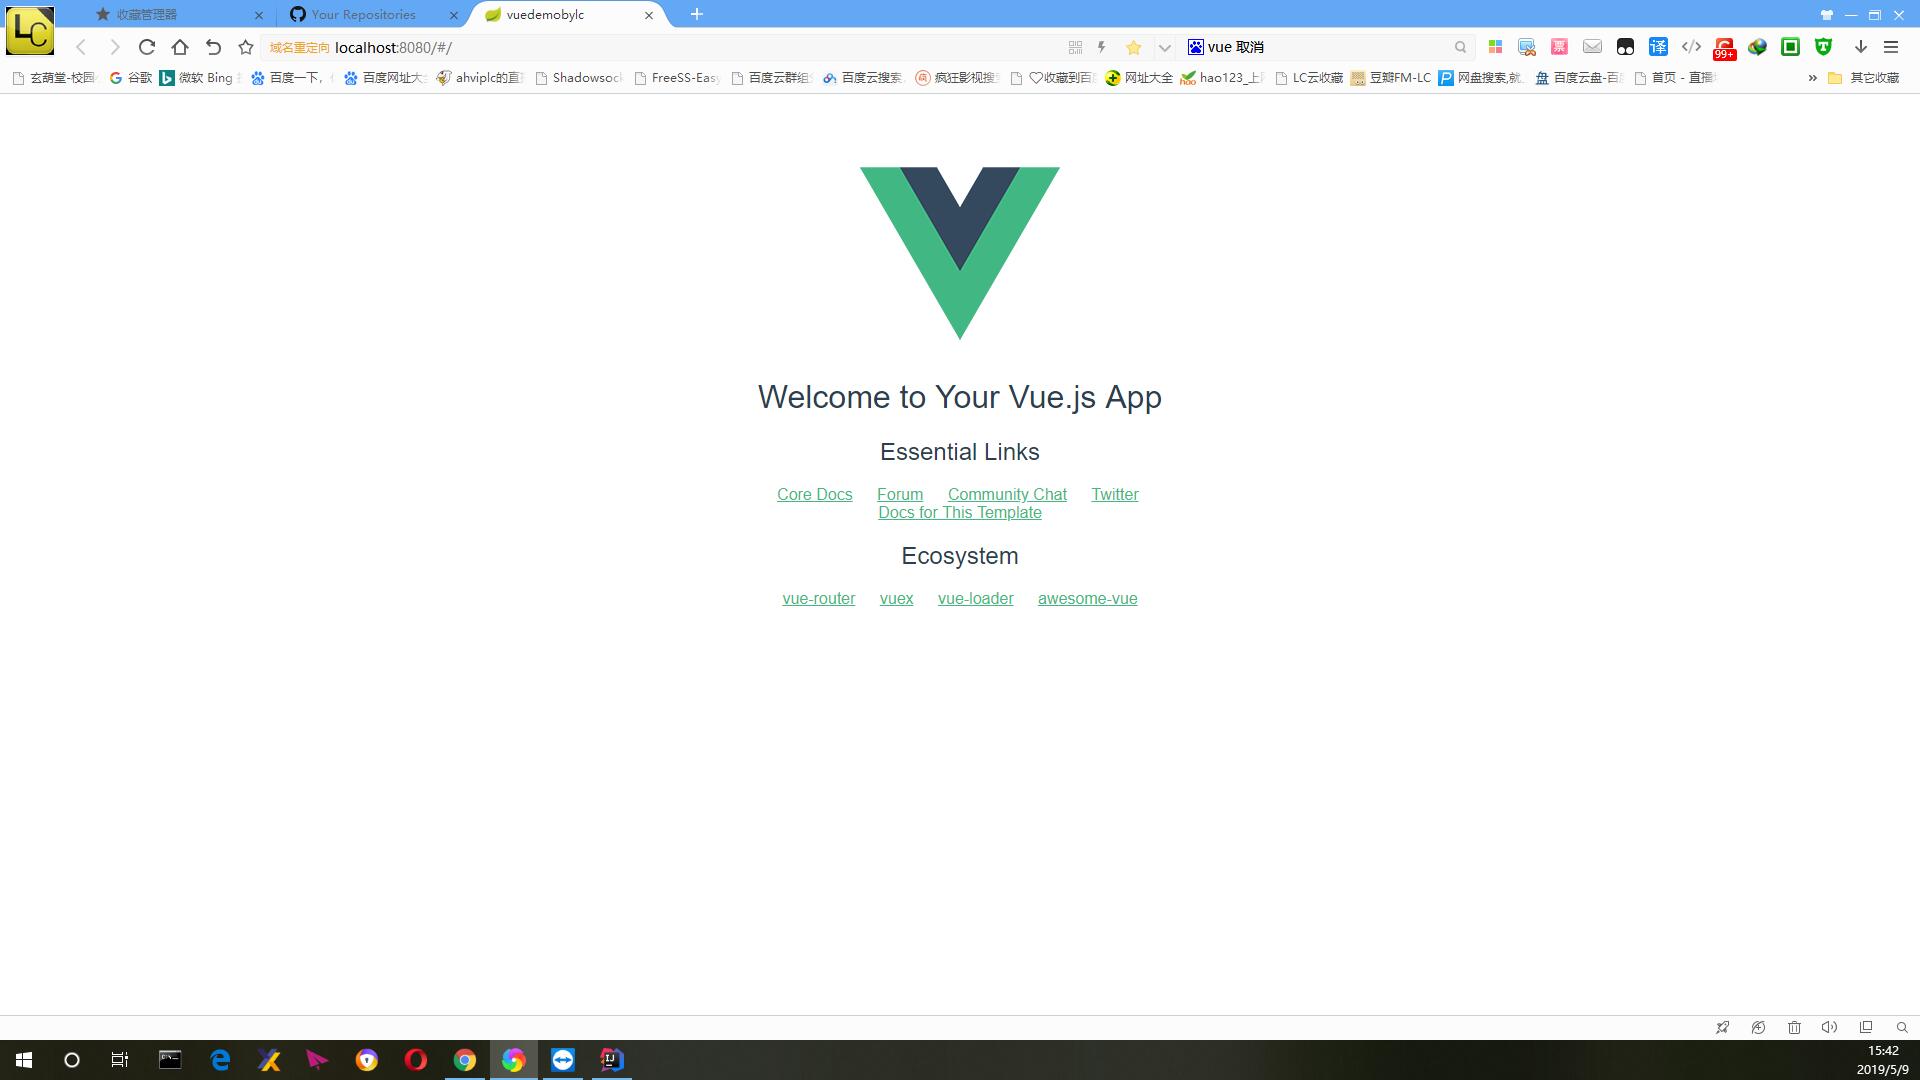 LC
收藏管理器
Your Repositories
vuedemobylc
域名重定向 localhost:8080/#/
vue 取消
票
译
99+
玄萌堂-校园
谷歌
微软 Bing
百度一下，
百度网址大
ahviplc的直
Shadowsock
FreeSS-Easy
百度云群组
百度云搜索
疯狂影视搜
♡收藏到百
网址大全
hao123_上
LC云收藏
豆瓣FM-LC
网盘搜索,就
百度云盘-百
首页 - 直播
其它收藏
Welcome to Your Vue.js App
Essential Links
Core Docs Forum Community Chat Twitter
Docs for This Template
Ecosystem
vue-router vuex vue-loader awesome-vue
15:42
2019/5/9